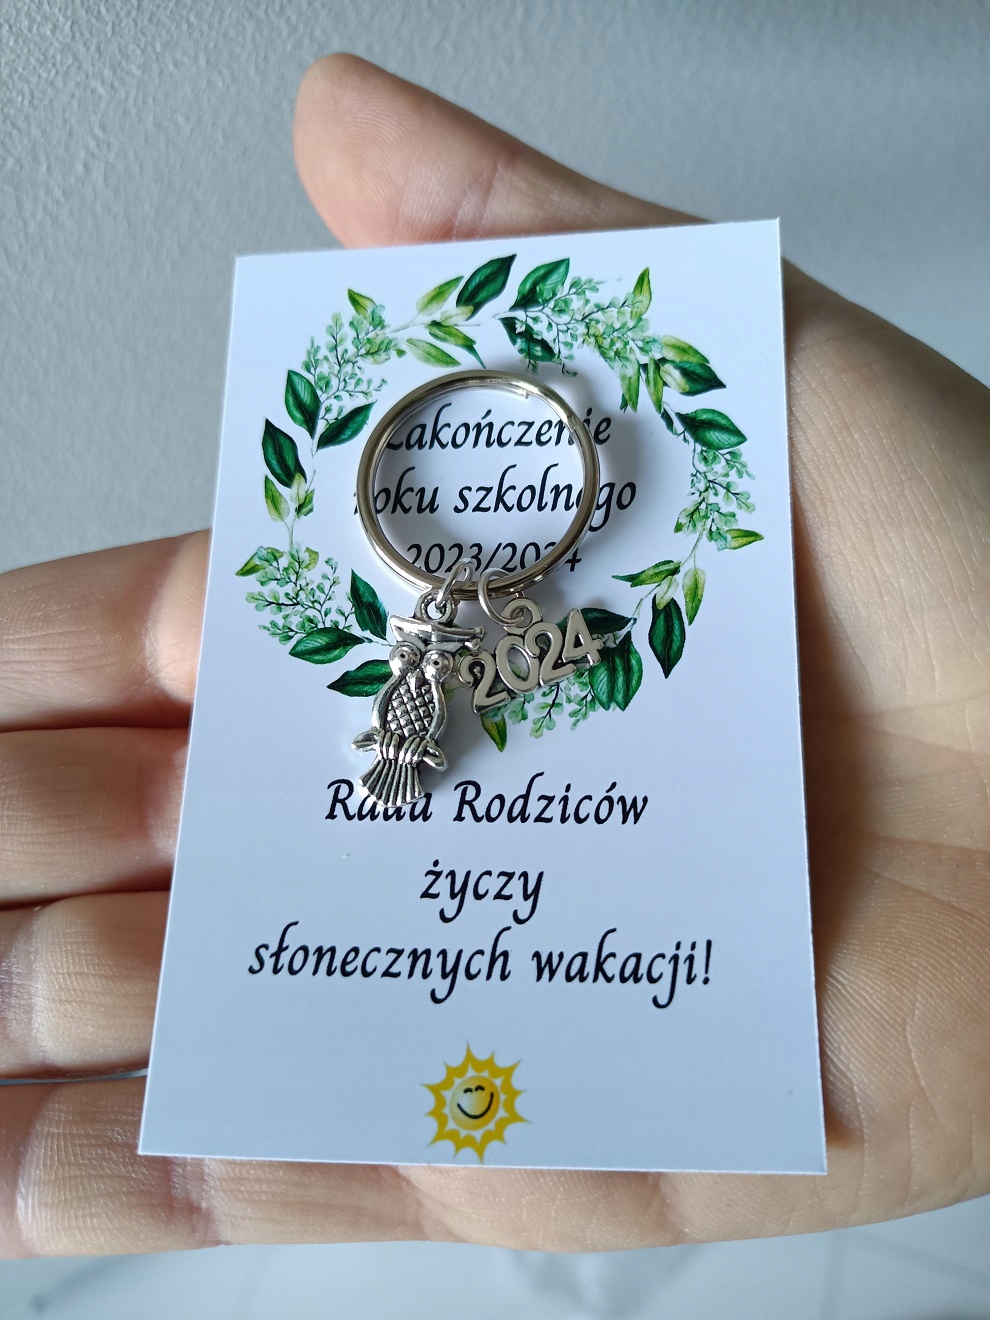 Zakończenie
roku szkolnego
2023/2024
2024
Rada Rodziców
życzy
słonecznych wakacji!